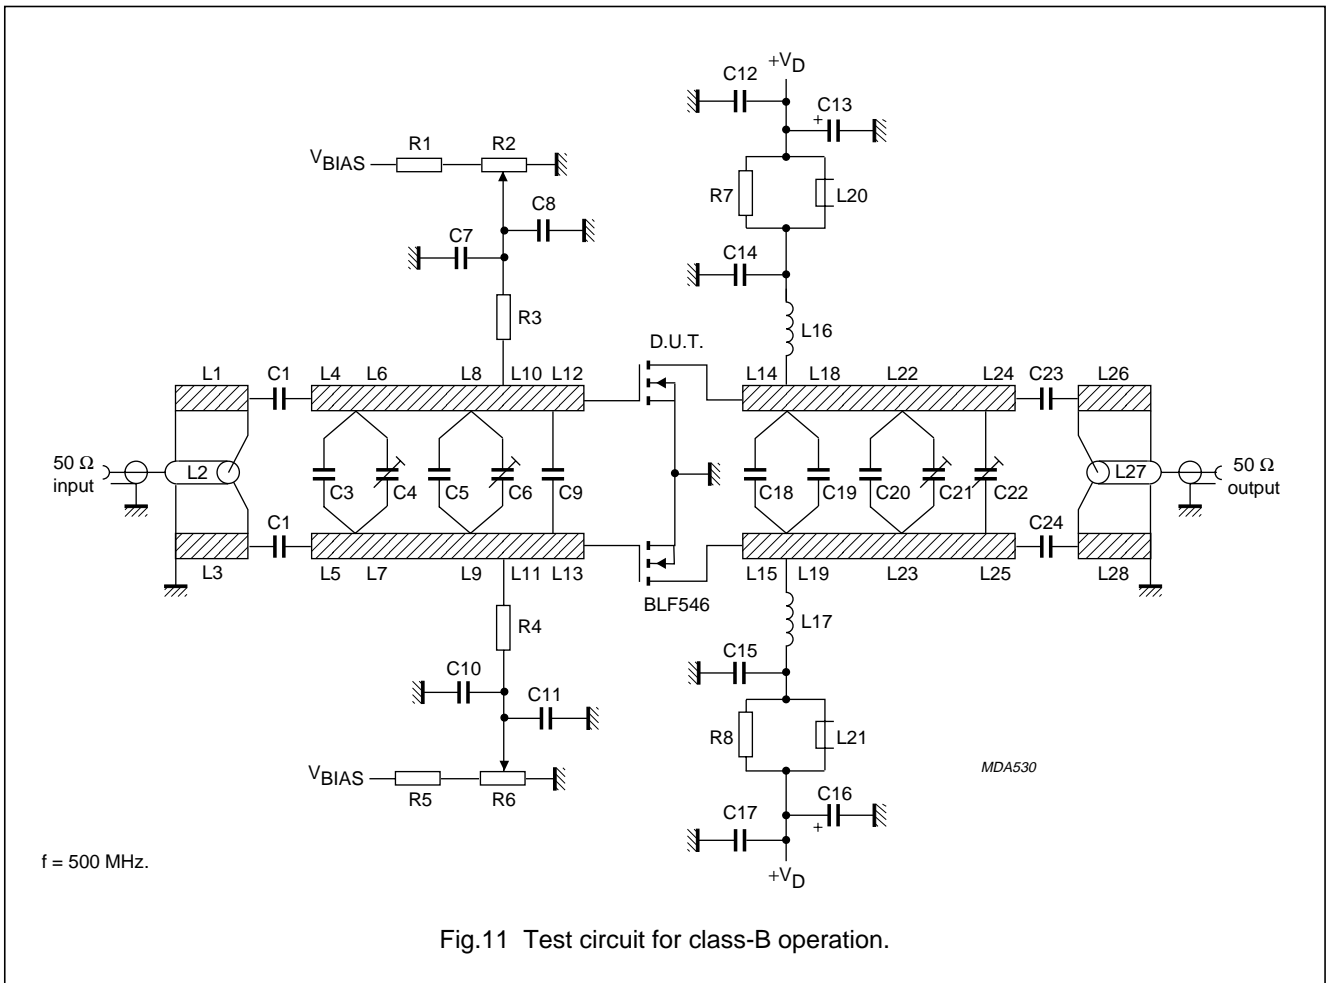 +VD
C12
C13
+
R1
R2
VBIAS
R7
L20
C8
C7
C14
R3
L16
D.U.T.
L1
C1
L4
L6
L8
L10
L12
L14
L18
L22
L24
C23
L26
50 Ω
input
L2
C3
C4
C5
C6
C9
C18
C19
C20
C21
C22
L27
50 Ω
output
C1
C24
L3
L5
L7
L9
L11
L13
L15
L19
L23
L25
L28
BLF546
R4
L17
C15
C10
C11
R8
L21
VBIAS
R5
R6
MDA530
C17
C16
+
+VD
f = 500 MHz.
Fig.11 Test circuit for class-B operation.